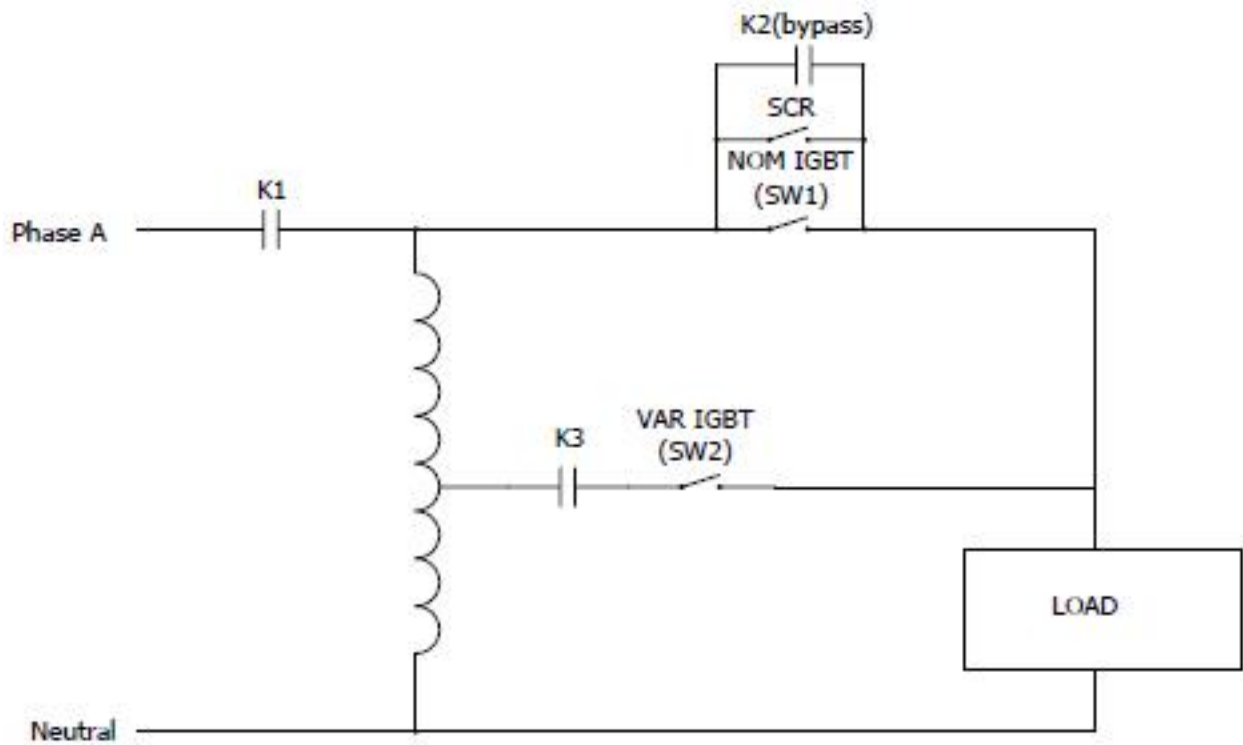 K2(bypass)
SCR
NOM IGBT
(SW1)
K1
Phase A
VAR IGBT
(SW2)
K3
LOAD
Neutral